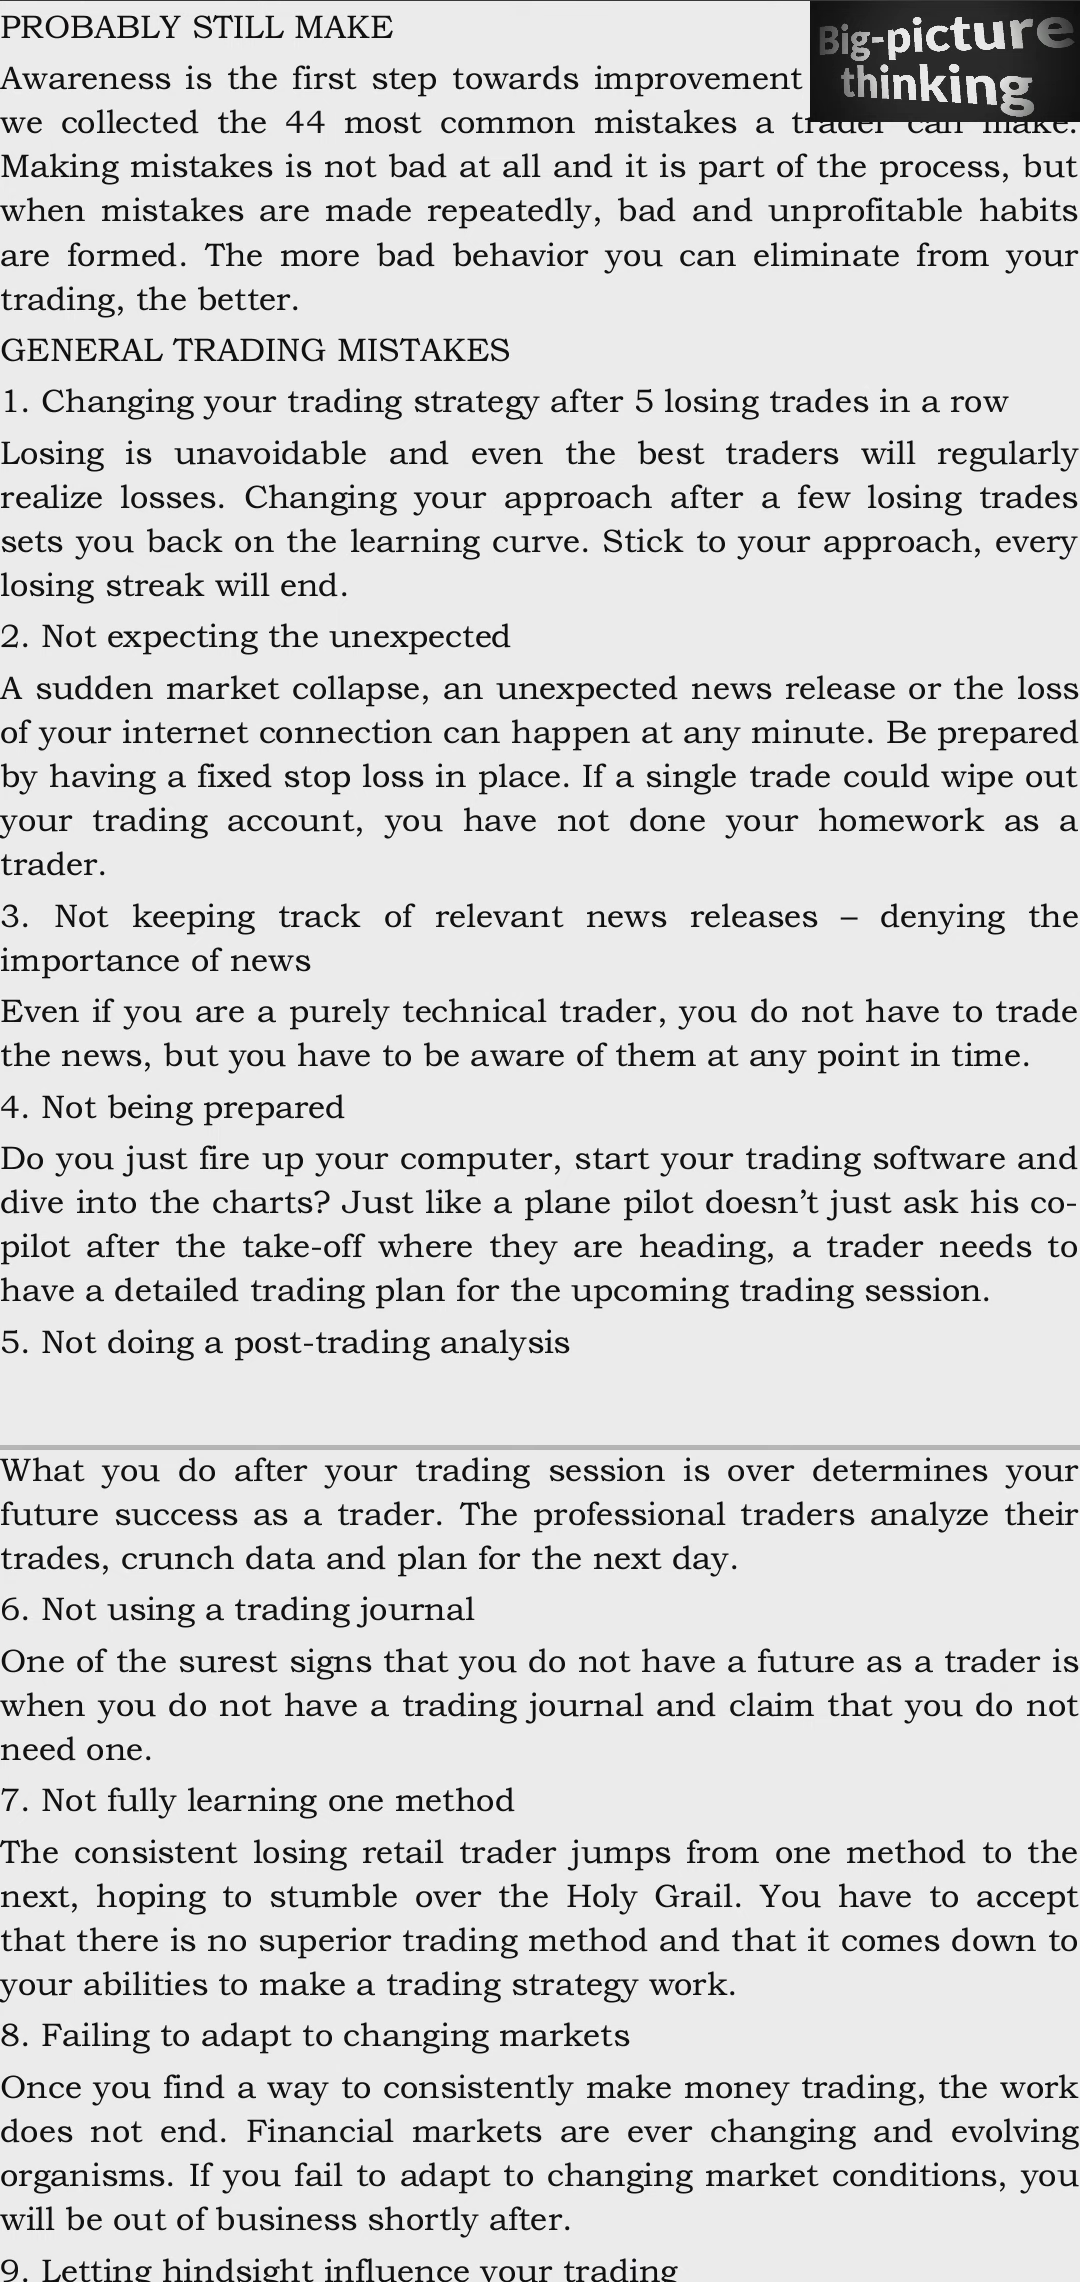 PROBABLY STILL MAKE
Big-picture
thinking
Awareness is the first step towards improvement
we collected the 44 most common mistakes a trader can make.
Making mistakes is not bad at all and it is part of the process, but
when mistakes are made repeatedly, bad and unprofitable habits
are formed. The more bad behavior you can eliminate from your
trading, the better.
GENERAL TRADING MISTAKES
1. Changing your trading strategy after 5 losing trades in a row
Losing is unavoidable and even the best traders will regularly
realize losses. Changing your approach after a few losing trades
sets you back on the learning curve. Stick to your approach, every
losing streak will end.
2. Not expecting the unexpected
A sudden market collapse, an unexpected news release or the loss
of your internet connection can happen at any minute. Be prepared
by having a fixed stop loss in place. If a single trade could wipe out
your trading account, you have not done your homework as a
trader.
3. Not keeping track of relevant news releases – denying the
importance of news
Even if you are a purely technical trader, you do not have to trade
the news, but you have to be aware of them at any point in time.
4. Not being prepared
Do you just fire up your computer, start your trading software and
dive into the charts? Just like a plane pilot doesn’t just ask his co-
pilot after the take-off where they are heading, a trader needs to
have a detailed trading plan for the upcoming trading session.
5. Not doing a post-trading analysis
What you do after your trading session is over determines your
future success as a trader. The professional traders analyze their
trades, crunch data and plan for the next day.
6. Not using a trading journal
One of the surest signs that you do not have a future as a trader is
when you do not have a trading journal and claim that you do not
need one.
7. Not fully learning one method
The consistent losing retail trader jumps from one method to the
next, hoping to stumble over the Holy Grail. You have to accept
that there is no superior trading method and that it comes down to
your abilities to make a trading strategy work.
8. Failing to adapt to changing markets
Once you find a way to consistently make money trading, the work
does not end. Financial markets are ever changing and evolving
organisms. If you fail to adapt to changing market conditions, you
will be out of business shortly after.
9. Letting hindsight influence your trading